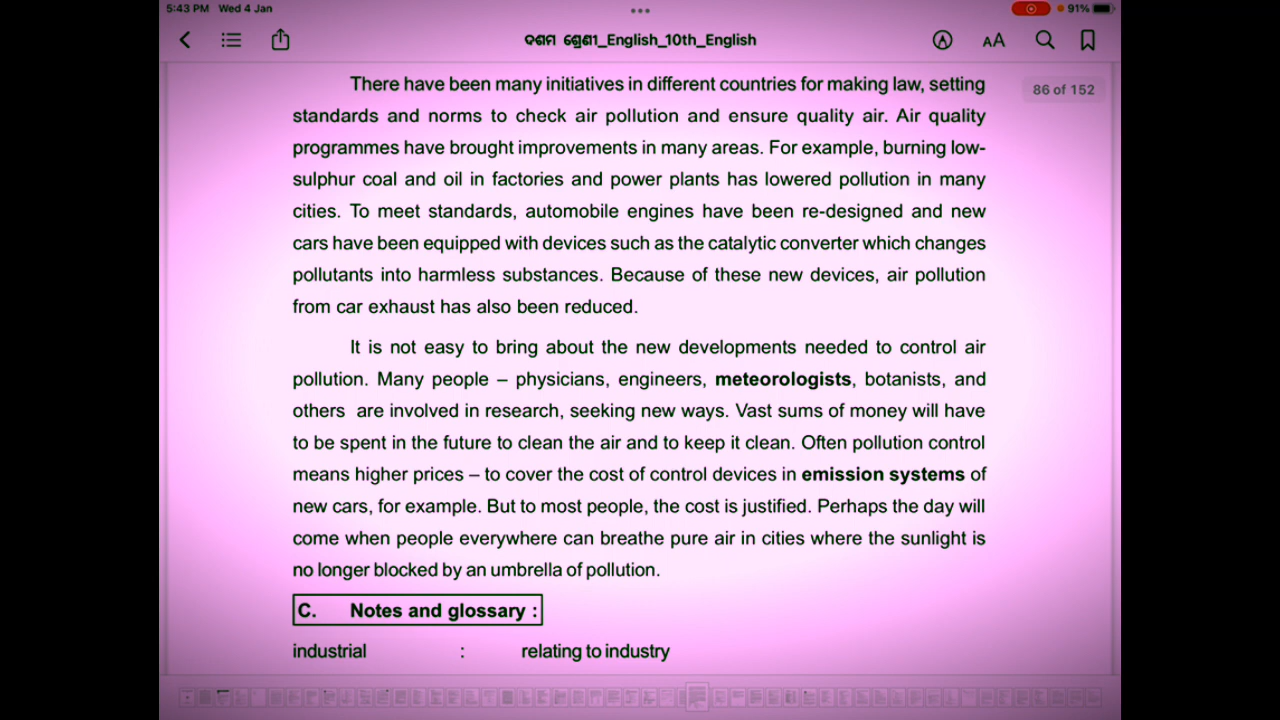 5:43 PM Wed 4 Jan
91%
ଦଶମ ଶ୍ରେଣୀ_English_10th_English
AA
86 of 152
There have been many initiatives in different countries for making law, setting
standards and norms to check air pollution and ensure quality air. Air quality
programmes have brought improvements in many areas. For example, burning low-
sulphur coal and oil in factories and power plants has lowered pollution in many
cities. To meet standards, automobile engines have been re-designed and new
cars have been equipped with devices such as the catalytic converter which changes
pollutants into harmless substances. Because of these new devices, air pollution
from car exhaust has also been reduced.
It is not easy to bring about the new developments needed to control air
pollution. Many people – physicians, engineers, meteorologists, botanists, and
others are involved in research, seeking new ways. Vast sums of money will have
to be spent in the future to clean the air and to keep it clean. Often pollution control
means higher prices – to cover the cost of control devices in emission systems of
new cars, for example. But to most people, the cost is justified. Perhaps the day will
come when people everywhere can breathe pure air in cities where the sunlight is
no longer blocked by an umbrella of pollution.
C. Notes and glossary :
industrial : relating to industry